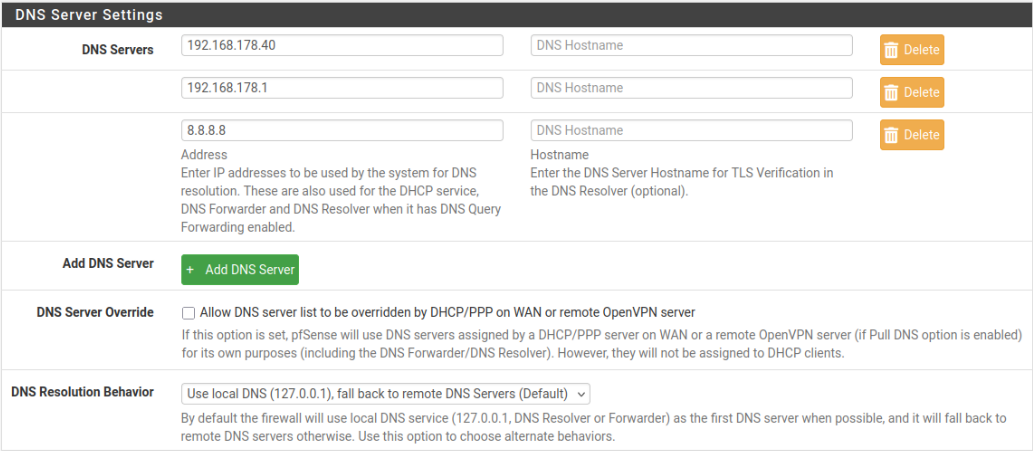 DNS Server Settings
DNS Servers
192.168.178.40 DNS Hostname Delete
192.168.178.1 DNS Hostname Delete
8.8.8.8 DNS Hostname Delete
Address
Enter IP addresses to be used by the system for DNS
resolution. These are also used for the DHCP service,
DNS Forwarder and DNS Resolver when it has DNS Query
Forwarding enabled.
Hostname
Enter the DNS Server Hostname for TLS Verification in
the DNS Resolver (optional).
Add DNS Server
+ Add DNS Server
DNS Server Override
Allow DNS server list to be overridden by DHCP/PPP on WAN or remote OpenVPN server
If this option is set, pfSense will use DNS servers assigned by a DHCP/PPP server on WAN or a remote OpenVPN server (if Pull DNS option is enabled)
for its own purposes (including the DNS Forwarder/DNS Resolver). However, they will not be assigned to DHCP clients.
DNS Resolution Behavior
Use local DNS (127.0.0.1), fall back to remote DNS Servers (Default)
By default the firewall will use local DNS service (127.0.0.1, DNS Resolver or Forwarder) as the first DNS server when possible, and it will fall back to
remote DNS servers otherwise. Use this option to choose alternate behaviors.